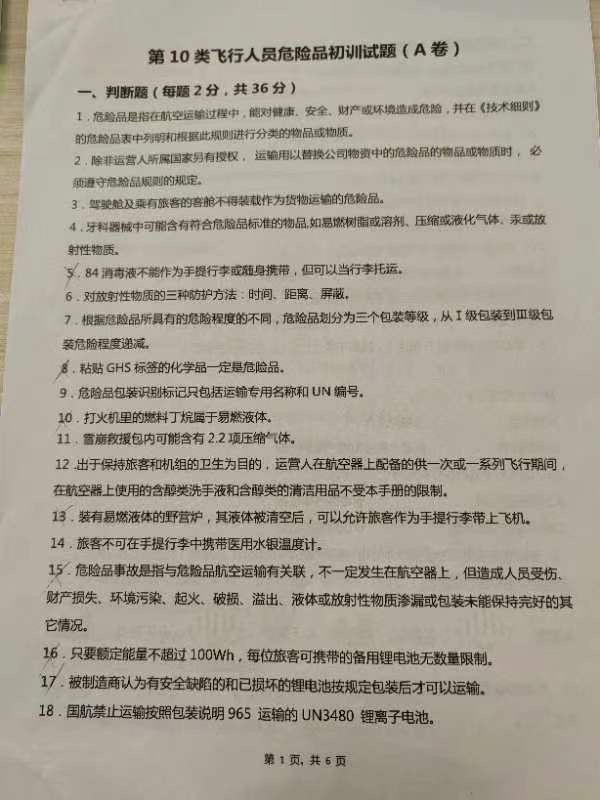 第 10 类飞行人员危险品初训试题（A 卷）
一、判断题（每题 2 分，共 36 分）
1．危险品是指在航空运输过程中，能对健康、安全、财产或环境造成危险，并在《技术细则》
的危险品表中列明和根据此规则进行分类的物品或物质。
2．除非运营人所属国家另有授权， 运输用以替换公司物资中的危险品的物品或物质时， 必
须遵守危险品规则的规定。
3．驾驶舱及乘有旅客的客舱不得装载作为货物运输的危险品。
4．牙科器械中可能含有符合危险品标准的物品,如易燃树脂或溶剂、压缩或液化气体、汞或放
射性物质。
5．84 消毒液不能作为手提行李或随身携带，但可以当行李托运。
6．对放射性物质的三种防护方法：时间、距离、屏蔽。
7．根据危险品所具有的危险程度的不同，危险品划分为三个包装等级，从Ⅰ级包装到Ⅲ级包
装危险程度递减。
8．粘贴 GHS 标签的化学品一定是危险品。
9．危险品包装识别标记只包括运输专用名称和 UN 编号。
10．打火机里的燃料丁烷属于易燃液体。
11．雪崩救援包内可能含有 2.2 项压缩气体。
12.出于保持旅客和机组的卫生为目的，运营人在航空器上配备的供一次或一系列飞行期间，
在航空器上使用的含醇类洗手液和含醇类的清洁用品不受本手册的限制。
13．装有易燃液体的野营炉，其液体被清空后，可以允许旅客作为手提行李带上飞机。
14．旅客不可在手提行李中携带医用水银温度计。
15．危险品事故是指与危险品航空运输有关联，不一定发生在航空器上，但造成人员受伤、
财产损失、环境污染、起火、破损、溢出、液体或放射性物质渗漏或包装未能保持完好的其
它情况。
16．只要额定能量不超过 100Wh，每位旅客可携带的备用锂电池无数量限制。
17．被制造商认为有安全缺陷的和已损坏的锂电池按规定包装后才可以运输。
18．国航禁止运输按照包装说明 965 运输的 UN3480 锂离子电池。
第 1 页, 共 6 页